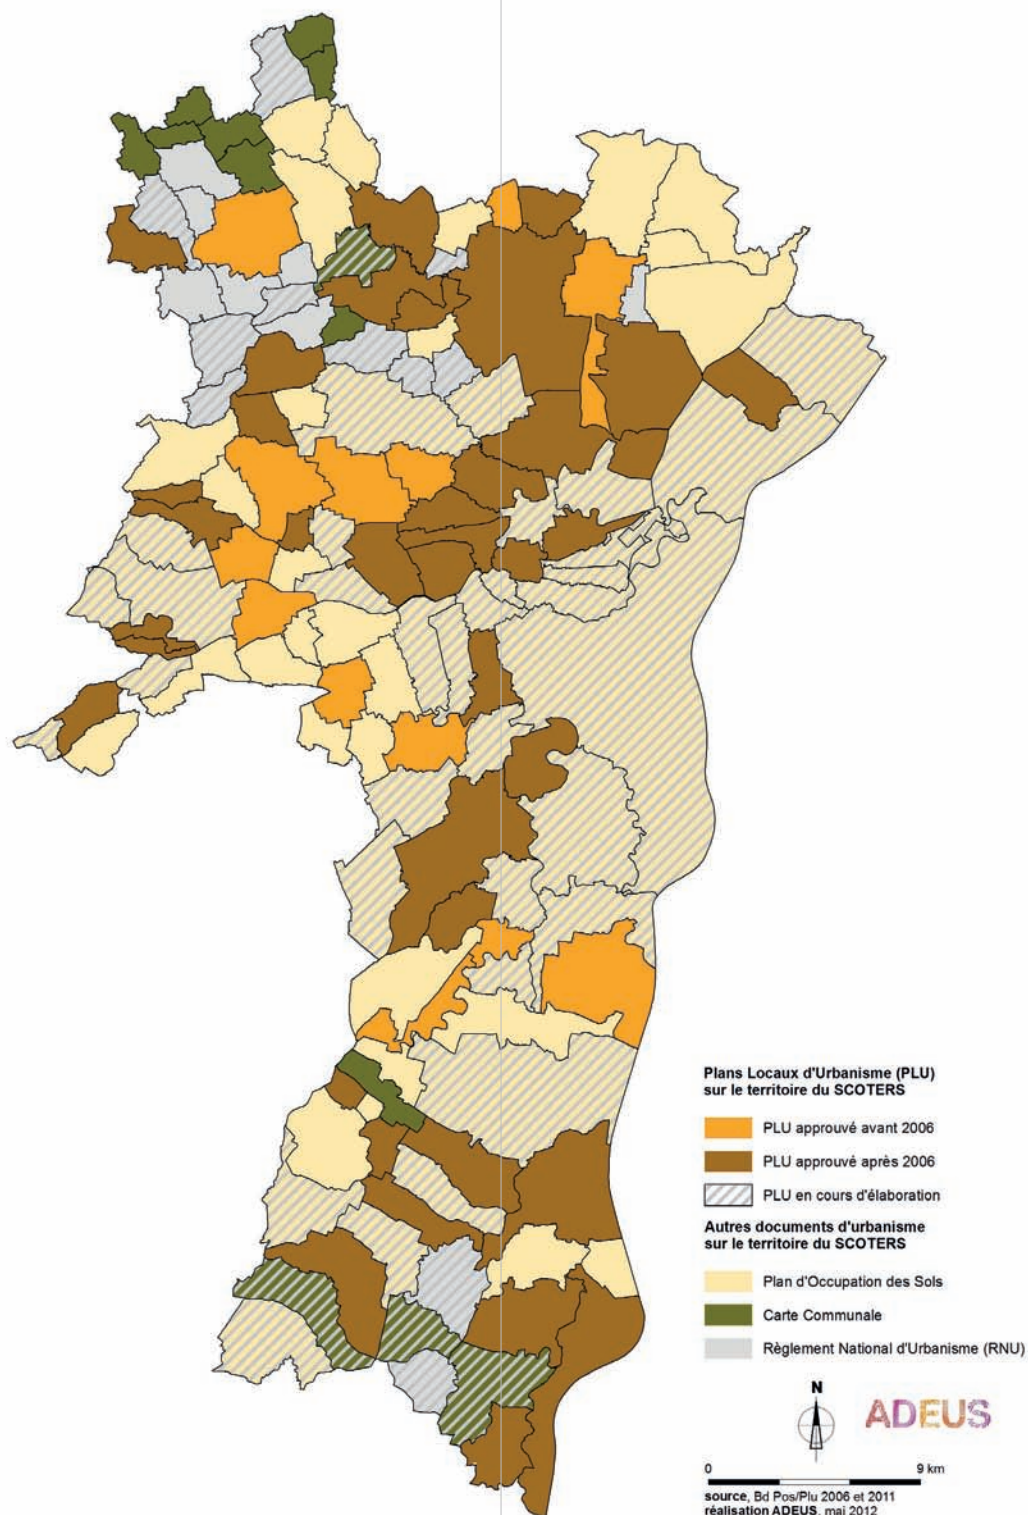 Plans Locaux d'Urbanisme (PLU)
sur le territoire du SCOTERS
PLU approuvé avant 2006
PLU approuvé après 2006
PLU en cours d'élaboration
Autres documents d'urbanisme
sur le territoire du SCOTERS
Plan d'Occupation des Sols
Carte Communale
Règlement National d'Urbanisme (RNU)
N
ADEUS
0 9 km
source, Bd Pos/Plu 2006 et 2011
réalisation ADEUS, mai 2012